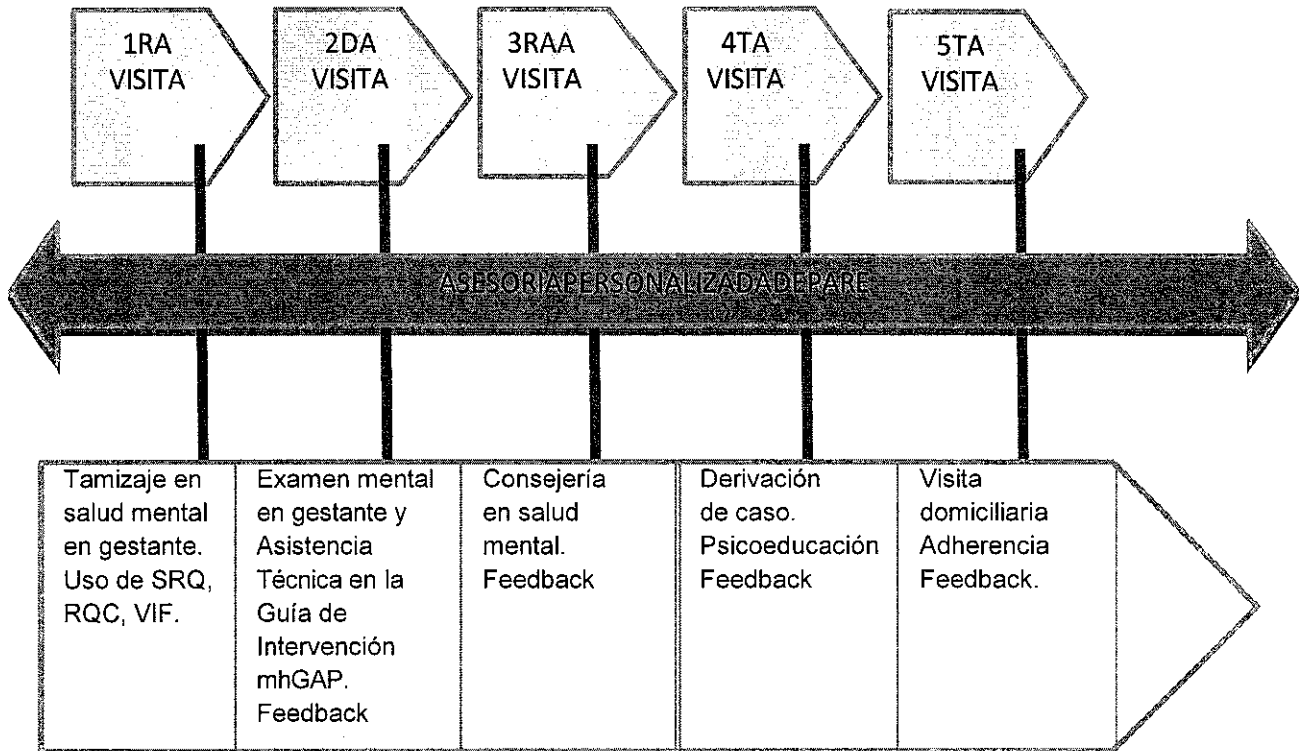 1RA
VISITA
2DA
VISITA
3RAA
VISITA
4TA
VISITA
5TA
VISITA
ASESORIAPERSONALIZADADEPARE
Tamizaje en
salud mental
en gestante.
Uso de SRQ,
RQC, VIF.
Examen mental
en gestante y
Asistencia
Técnica en la
Guía de
Intervención
mhGAP.
Feedback
Consejería
en salud
mental.
Feedback
Derivación
de caso.
Psicoeducación
Feedback
Visita
domiciliaria
Adherencia
Feedback.